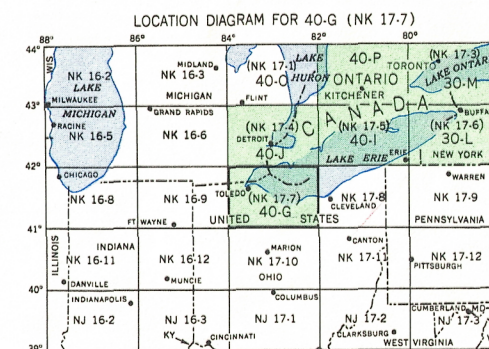 LOCATION DIAGRAM FOR 40-G (NK 17-7)
88° 86° 84° 82° 80°
44°
WIS
NK 16-2
LAKE
MICHIGAN
MILWAUKEE
RACINE
NK 16-5
MIDLAND
NK 16-3
MICHIGAN
GRAND RAPIDS
NK 16-6
(NK 17-1)
40-O
FLINT
LAKE
HURON
40-P
ONTARIO
KITCHENER
TORONTO
(NK 17-3)
LAKE ONTAR
30-M
43°
CANADA
(NK 17-4)
DETROIT
40-J
(NK 17-5)
40-I
LAKE ERIE
ERIE
BUFFA
(NK 17-6)
30-L
NEW YORK
42°
CHICAGO
NK 16-8
NK 16-9
FT WAYNE
TOLEDO
(NK 17-7)
40-G
UNITED STATES
NK 17-8
CLEVELAND
WARREN
NK 17-9
PENNSYLVANIA
41°
ILLINOIS
INDIANA
NK 16-11
DANVILLE
NK 16-12
MUNCIE
MARION
NK 17-10
OHIO
CANTON
NK 17-11
NK 17-12
PITTSBURGH
40°
INDIANAPOLIS
NJ 16-2
NJ 16-3
KY
CINCINNATI
COLUMBUS
NJ 17-1
NJ 17-2
CLARKSBURG
CUMBERLAND
MD
NJ 17-3
WEST VIRGINIA
39°